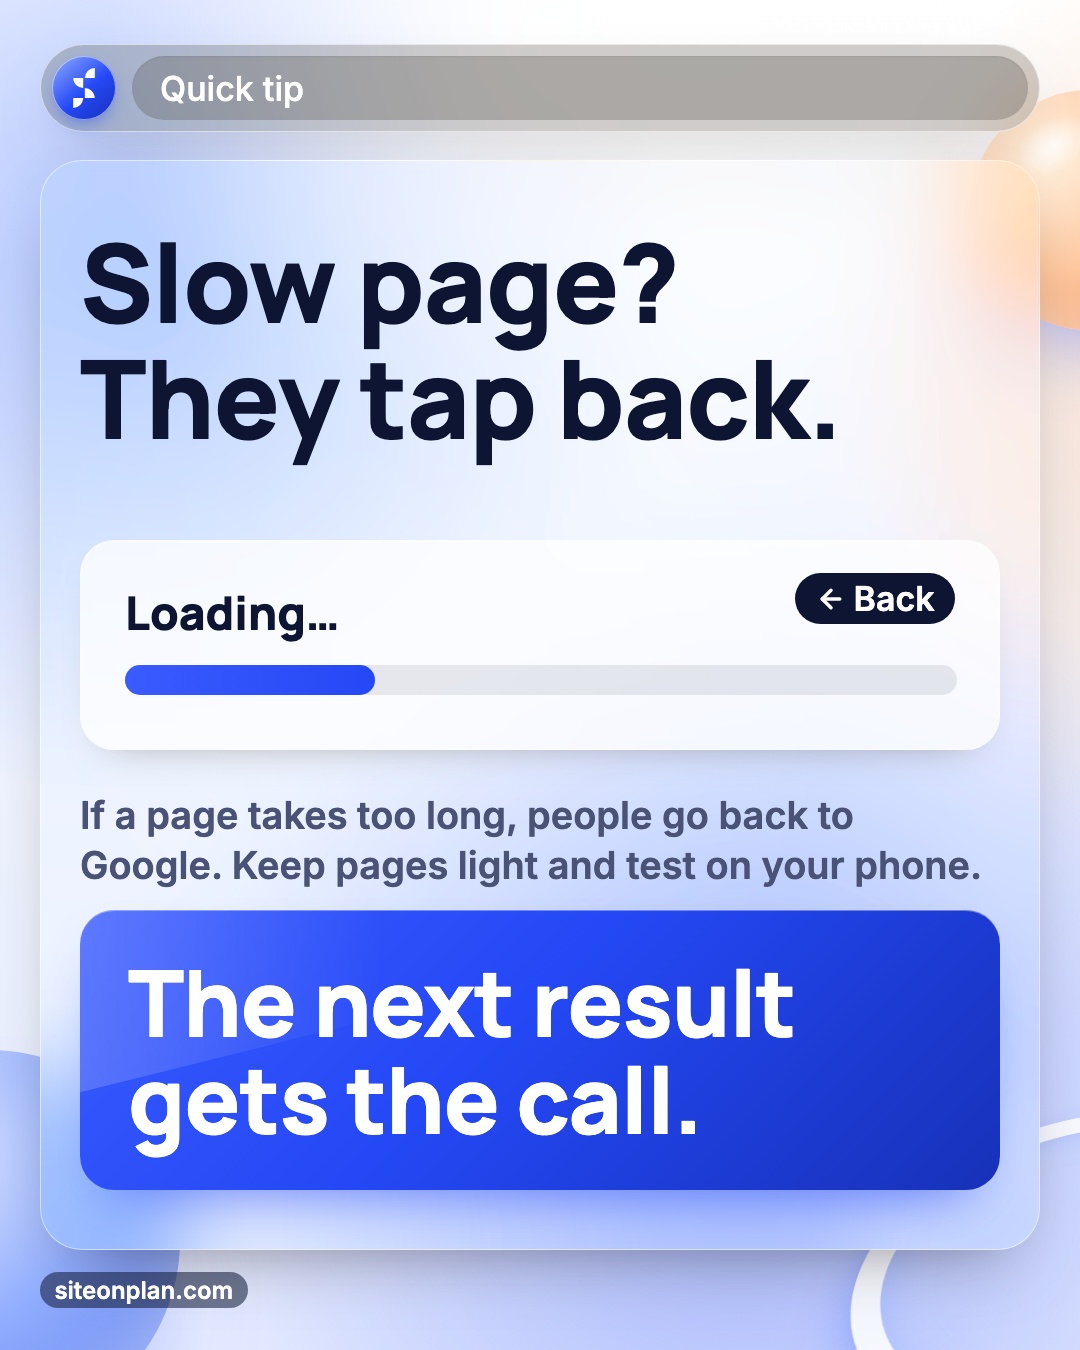 Quick tip
Slow page?
They tap back.
Loading...
← Back
If a page takes too long, people go back to
Google. Keep pages light and test on your phone.
The next result
gets the call.
siteonplan.com